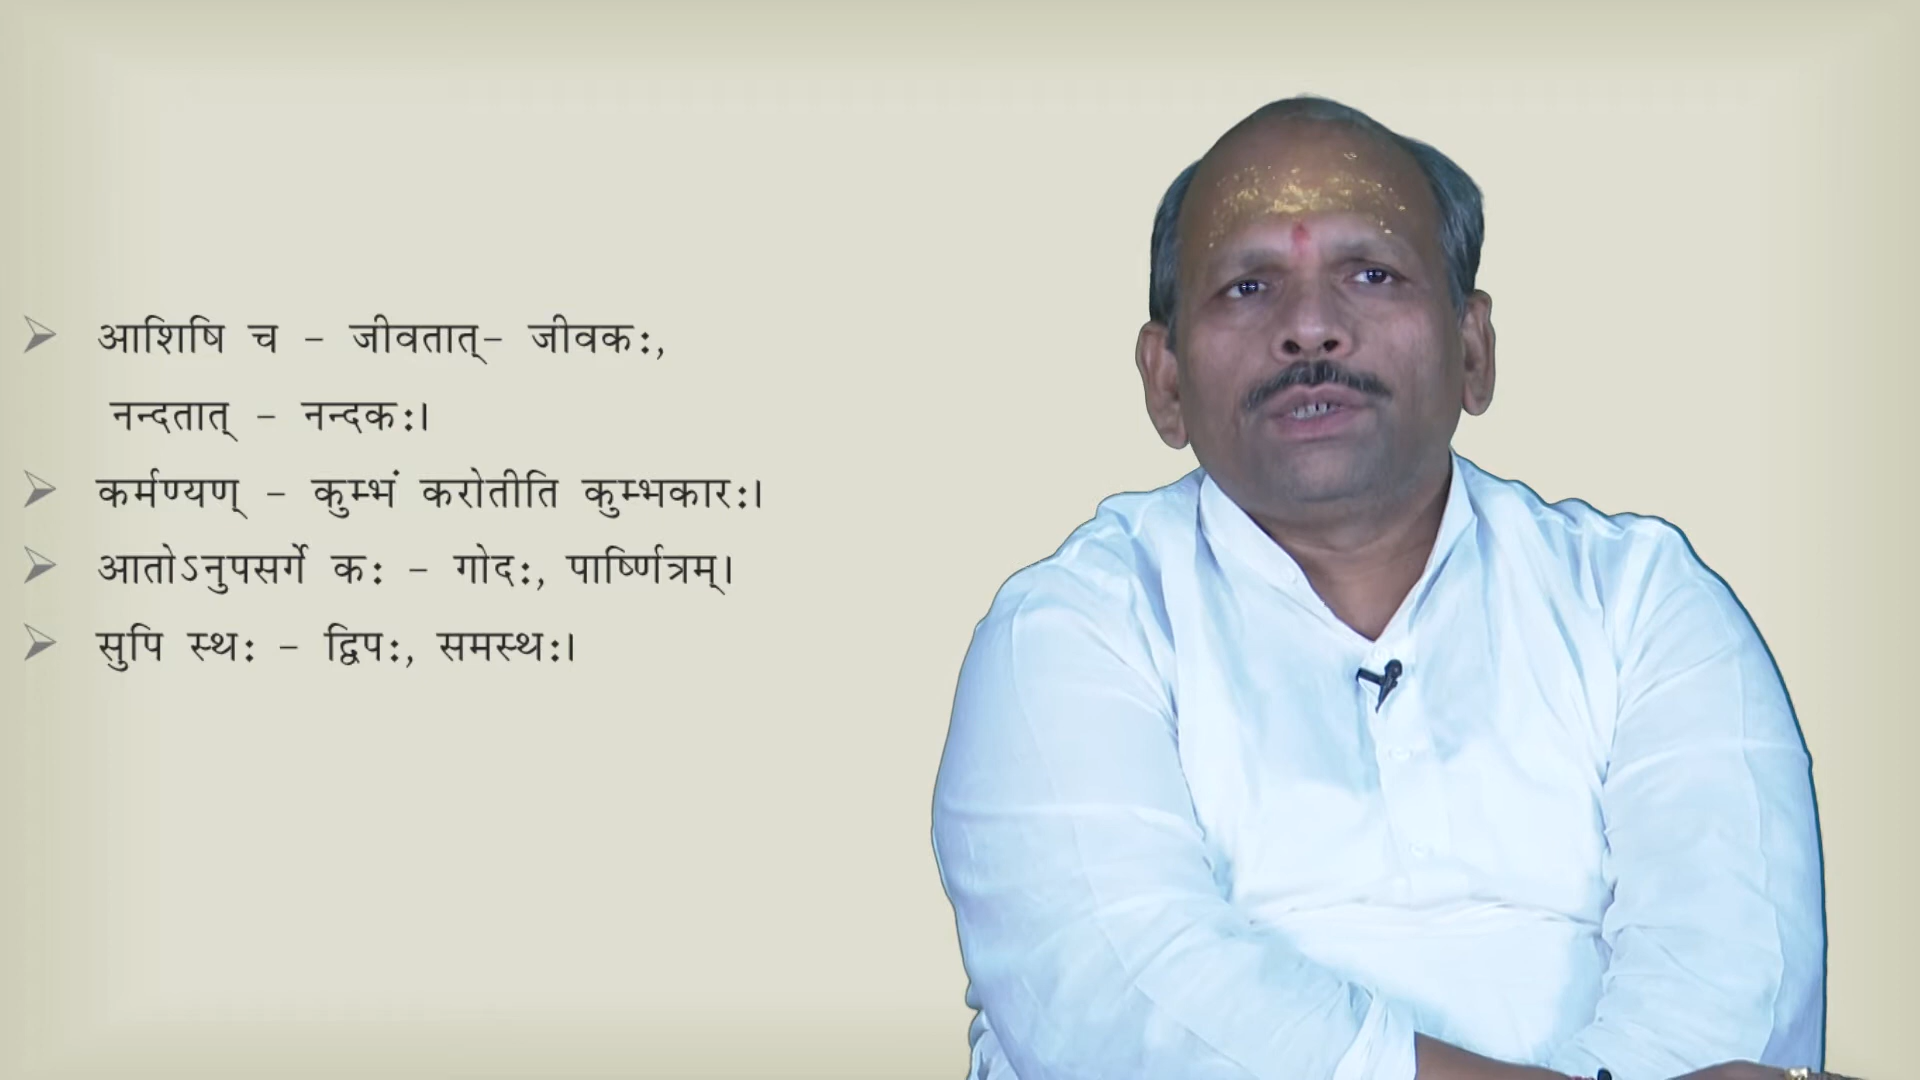 ➢ आशिषि च – जीवतात्– जीवकः,
नन्दतात् – नन्दकः।
➢ कर्मण्यण् – कुम्भं करोतीति कुम्भकारः।
➢ आतोऽनुपसर्गे कः – गोदः, पार्ष्णित्रम्।
➢ सुपि स्थः – द्विपः, समस्थः।